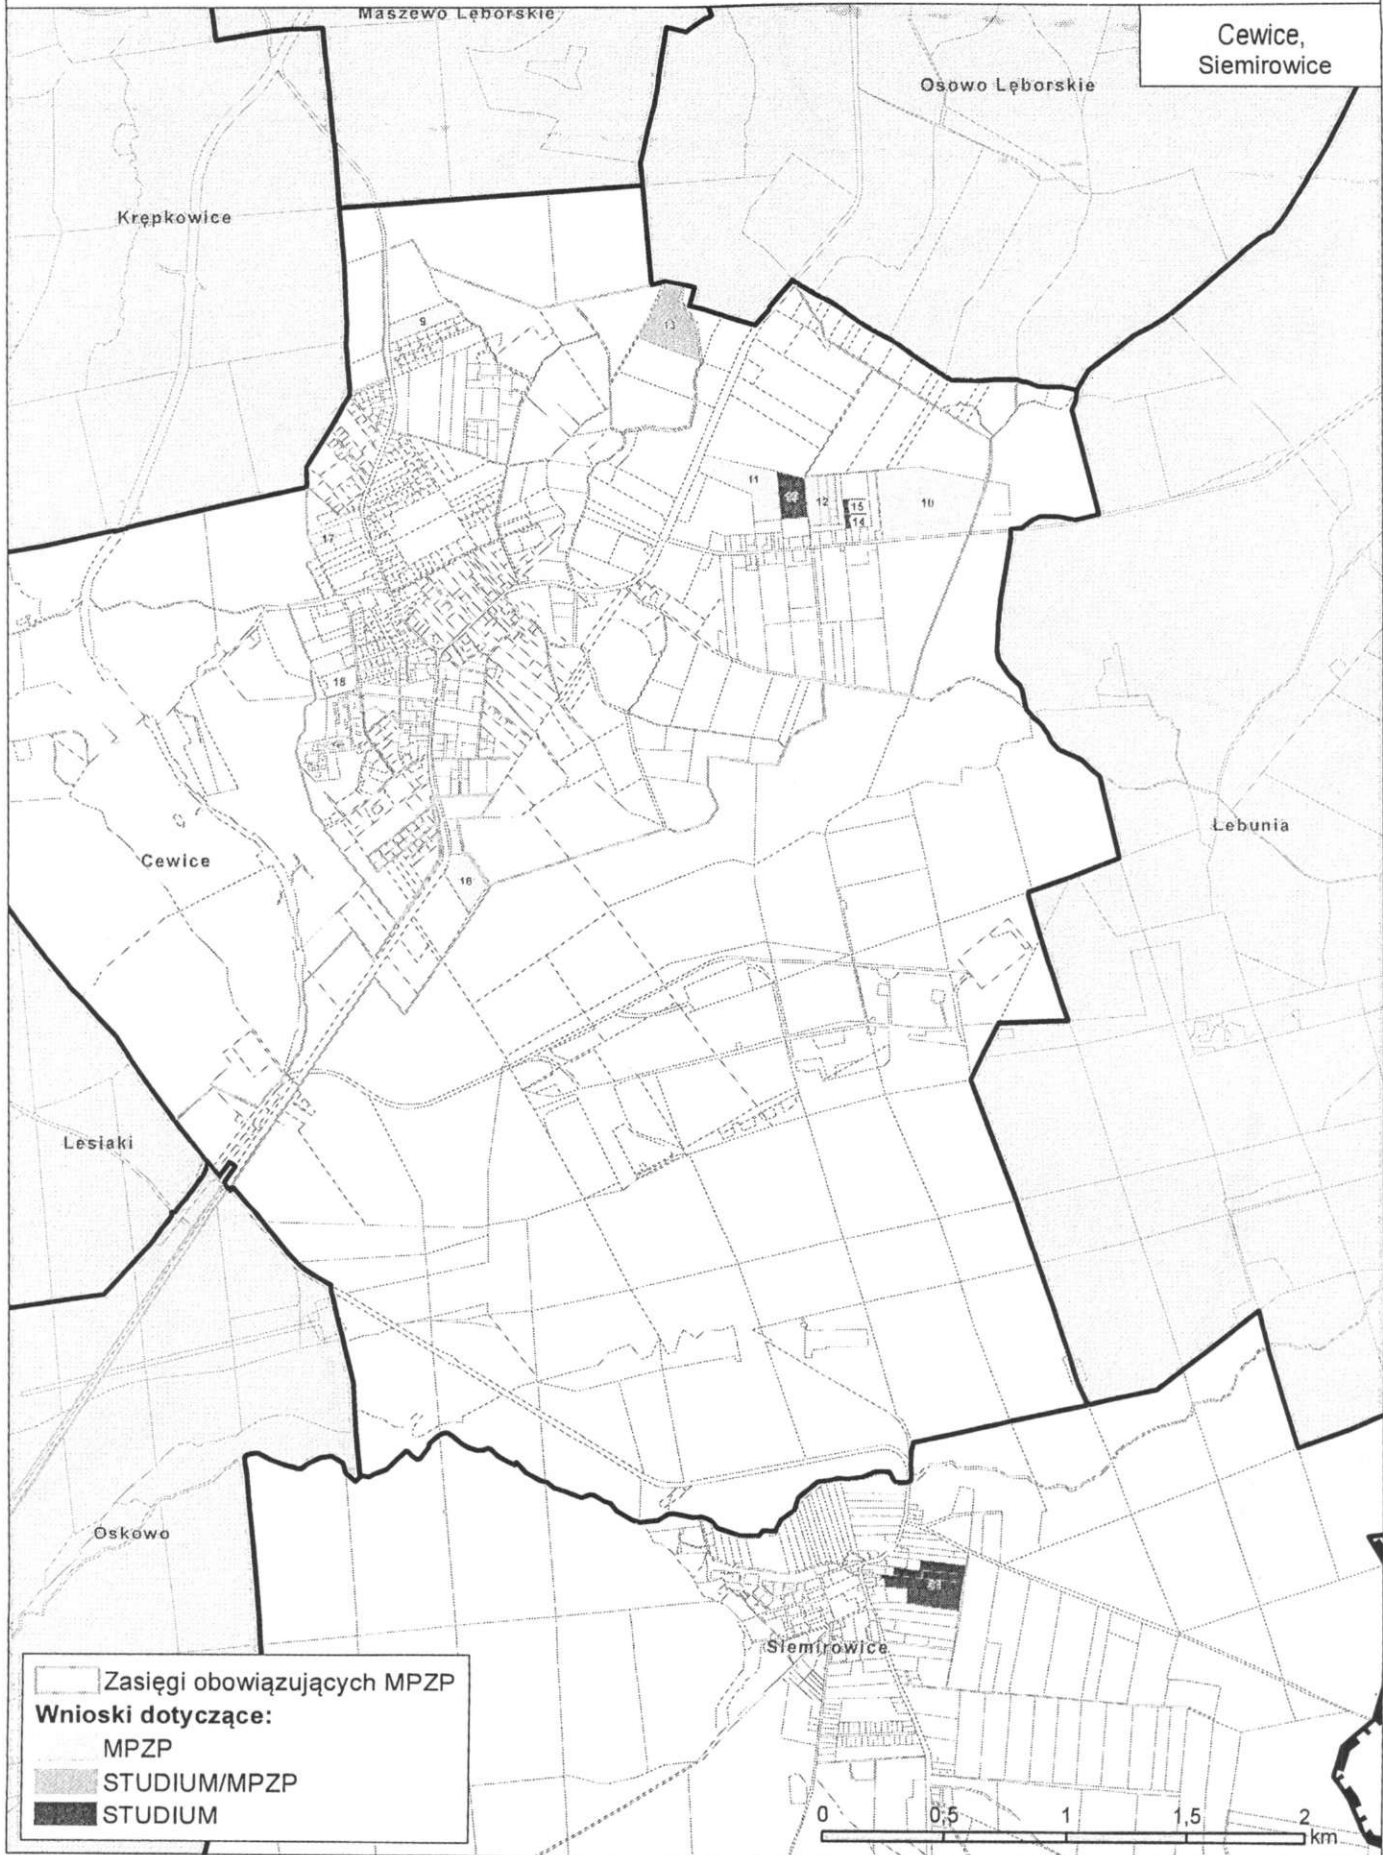 Maszewo Lęborskie
Cewice,
Siemirowice
Osowo Lęborskie
Krępkowice
9
13
11
12
15
14
10
17
18
Cewice
16
Łebunia
Lesiaki
Oskowo
Siemirowice
Zasięgi obowiązujących MPZP
Wnioski dotyczące:
MPZP
STUDIUM/MPZP
STUDIUM
0 0,5 1 1,5 2
km